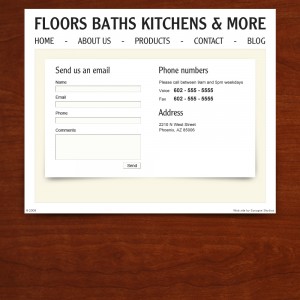 FLOORS BATHS KITCHENS & MORE
HOME - ABOUT US - PRODUCTS - CONTACT - BLOG
Send us an email
Name
Email
Phone
Comments
Send
Phone numbers
Please call between 9am and 5pm weekdays
Voice 602 - 555 - 5555
Fax 602 - 555 - 5555
Address
Phoenix, AZ